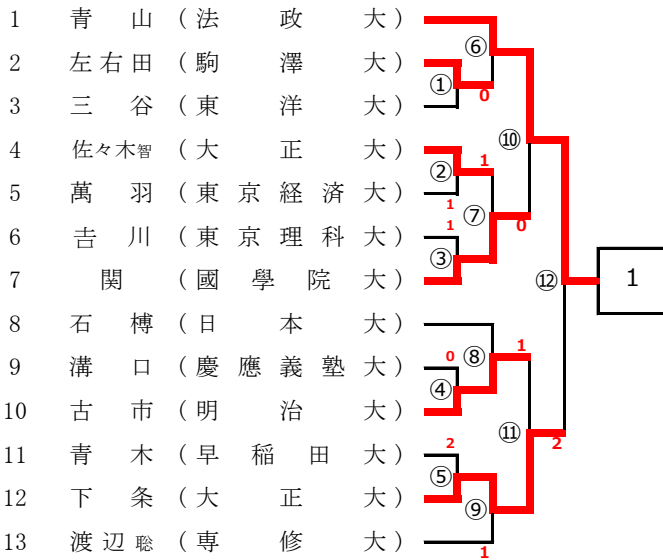 1 青山（法政大） ⑥
2 左右田（駒澤大） ① 0
3 三谷（東洋大） ⑩
4 佐々木智（大正大） 1 ②
5 萬羽（東京経済大） 1 ⑦ 0
6 𠮷川（東京理科大） 1 ③
7 関（國學院大） ⑫ 1
8 石榑（日本大） 1 ⑧
9 溝口（慶應義塾大） 0 ④
10 古市（明治大） ⑪ 2
11 青木（早稲田大） 2 ⑤
12 下条（大正大） ⑨
13 渡辺聡（専修大） 1